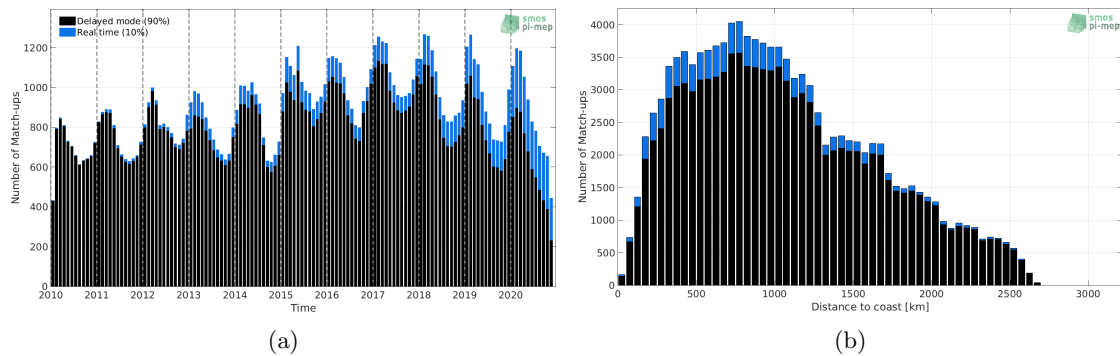 Delayed mode (90%)
Real time (10%)
smos
pi-mep
Number of Match-ups
1200
1000
800
600
400
200
0
2010 2011 2012 2013 2014 2015 2016 2017 2018 2019 2020
Time
(a)
smos
pi-mep
Number of Match-ups
4000
3500
3000
2500
2000
1500
1000
500
0
0 500 1000 1500 2000 2500 3000
Distance to coast [km]
(b)